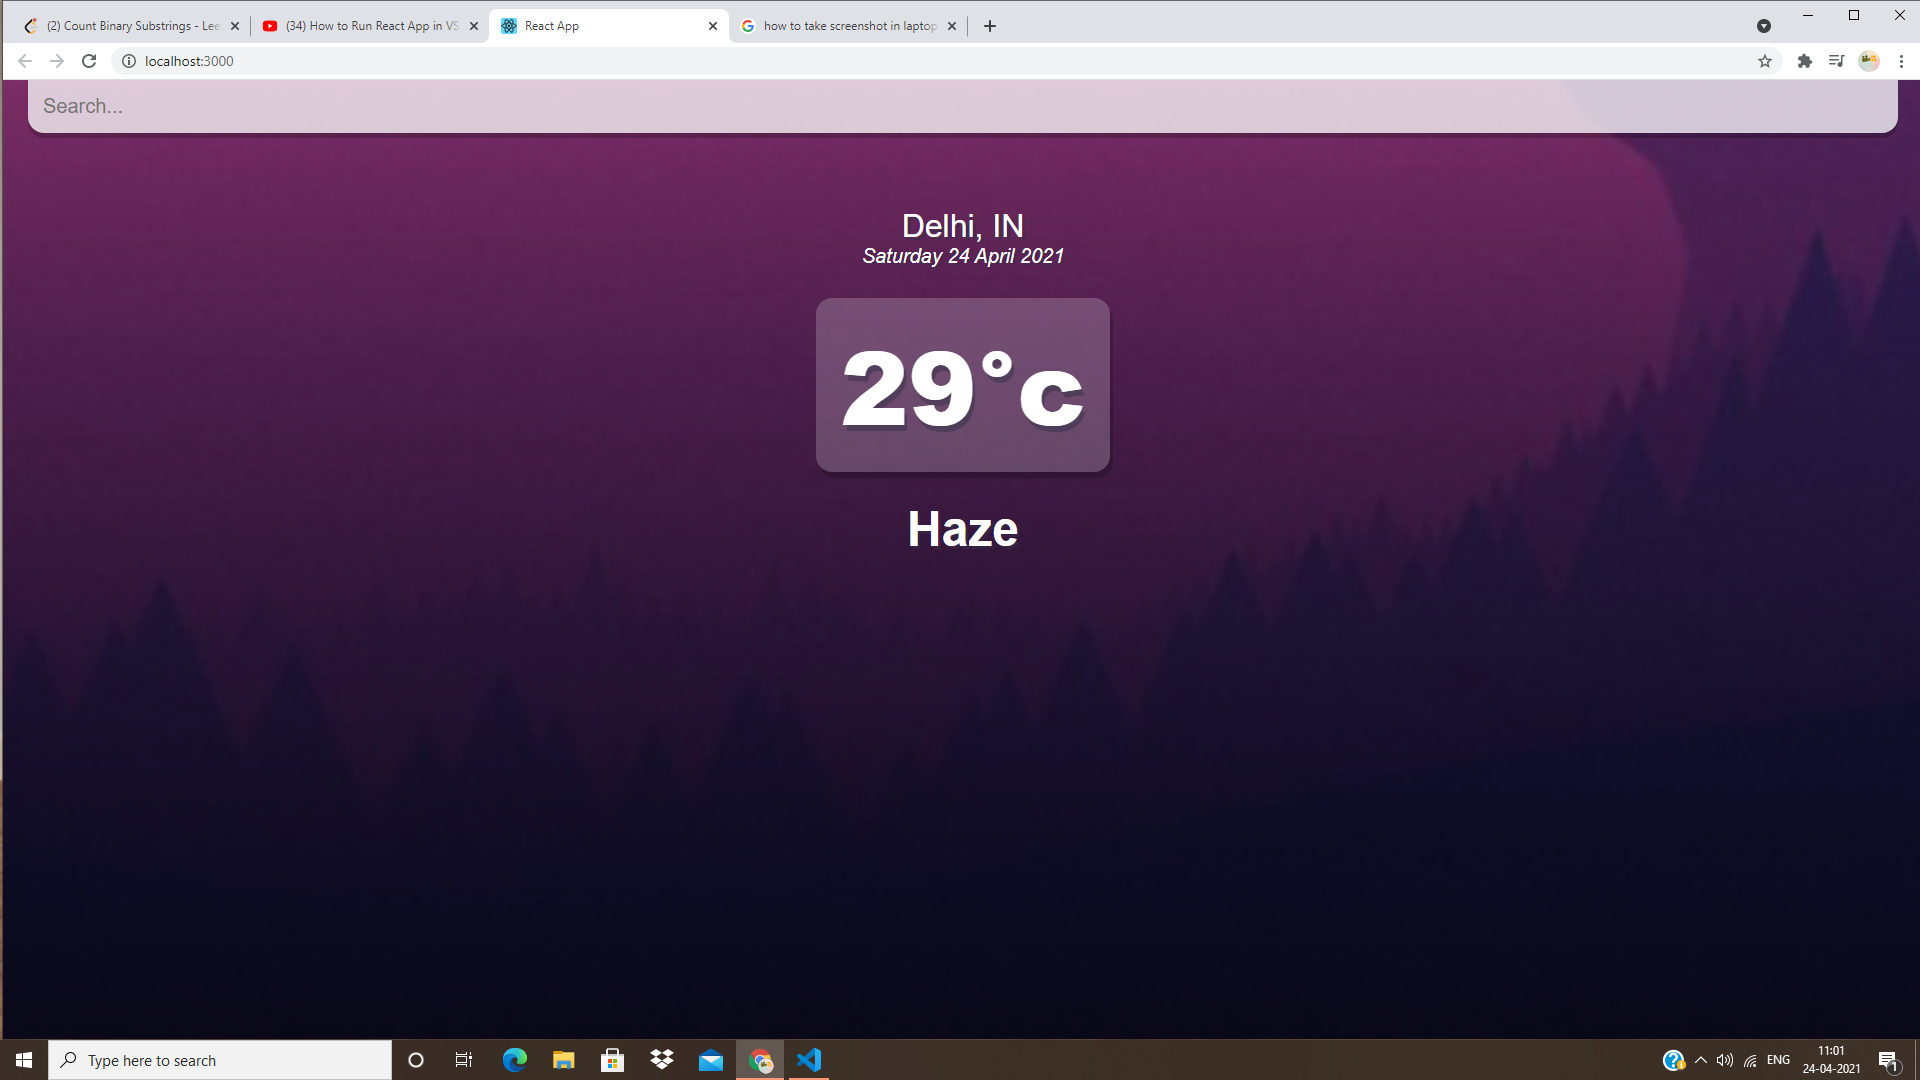 (2) Count Binary Substrings - Lee
(34) How to Run React App in VS
React App
how to take screenshot in laptop
localhost:3000
Search...
Delhi, IN
Saturday 24 April 2021
29°c
Haze
Type here to search
ENG
11:01
24-04-2021
1